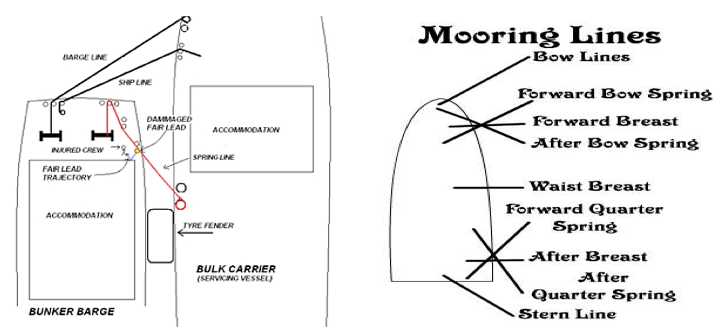 BARGE LINE
SHIP LINE
DAMMAGED
FAIR LEAD
ACCOMMODATION
INJURED CREW
SPRING LINE
FAIR LEAD
TRAJECTORY
ACCOMMODATION
TYRE FENDER
BULK CARRIER
(SERVICING VESSEL)
BUNKER BARGE
Mooring Lines
Bow Lines
Forward Bow Spring
Forward Breast
After Bow Spring
Waist Breast
Forward Quarter
Spring
After Breast
After
Quarter Spring
Stern Line